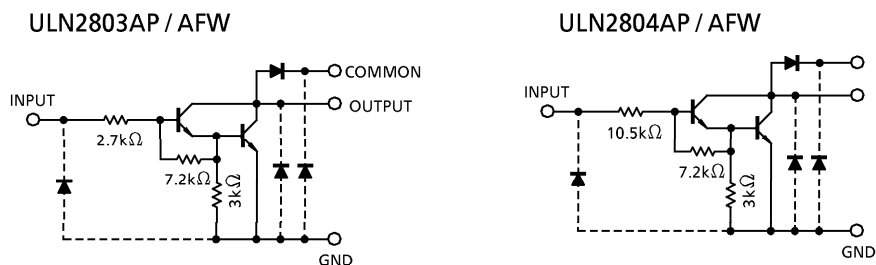 ULN2803AP / AFW
COMMON
INPUT
OUTPUT
2.7kΩ
7.2kΩ
3kΩ
GND
ULN2804AP / AFW
INPUT
10.5kΩ
7.2kΩ
3kΩ
GND